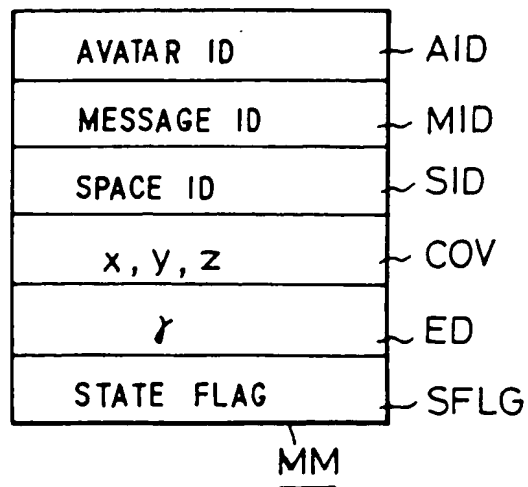 AVATAR ID AID
MESSAGE ID MID
SPACE ID SID
x, y, z COV
γ ED
STATE FLAG SFLG
MM